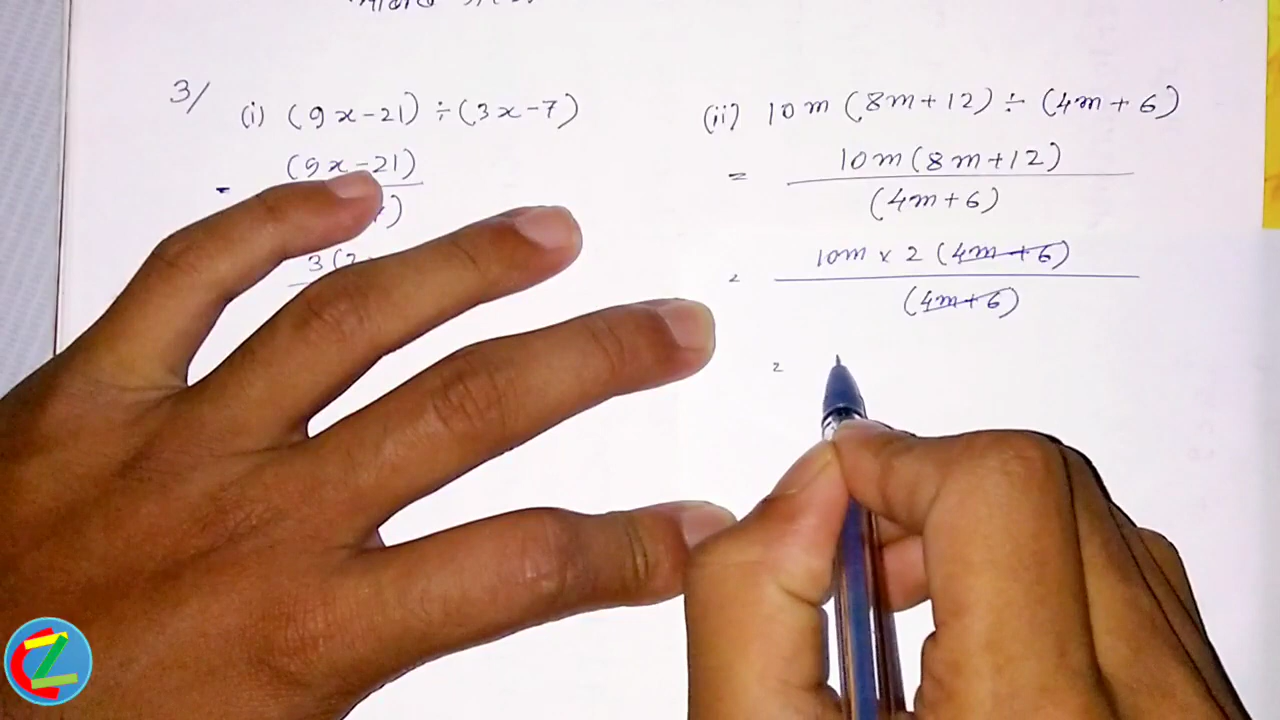 3/
(i) (9x-21) ÷ (3x-7)
= (9x-21)
3(
(ii) 10m (8m+12) ÷ (4m+6)
= 10m(8m+12)
(4m+6)
= 10m × 2 (4m+6)
(4m+6)
=